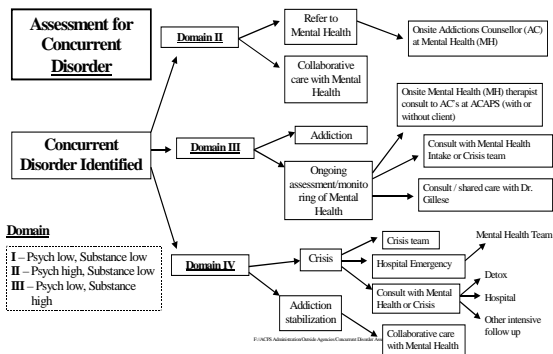 Assessment for
Concurrent
Disorder
Domain II
Refer to
Mental Health
Onsite Addictions Counsellor (AC)
at Mental Health (MH)
Collaborative
care with Mental
Health
Concurrent
Disorder Identified
Domain III
Addiction
Ongoing
assessment/monito
ring of Mental
Health
Onsite Mental Health (MH) therapist
consult to AC's at ACAPS (with or
without client)
Consult with Mental Health
Intake or Crisis team
Consult / shared care with Dr.
Gillese
Domain
I – Psych low, Substance low
II – Psych high, Substance low
III – Psych low, Substance
high
Domain IV
Crisis
Crisis team
Hospital Emergency
Mental Health Team
Consult with Mental
Health or Crisis
Detox
Hospital
Other intensive
follow up
Addiction
stabilization
Collaborative care
with Mental Health
Administration/Outside Agencies/Concurrent Disorder